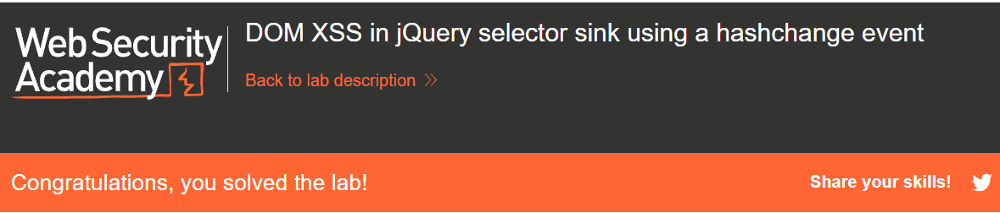 Web Security
Academy
DOM XSS in jQuery selector sink using a hashchange event
Back to lab description
Congratulations, you solved the lab!
Share your skills!